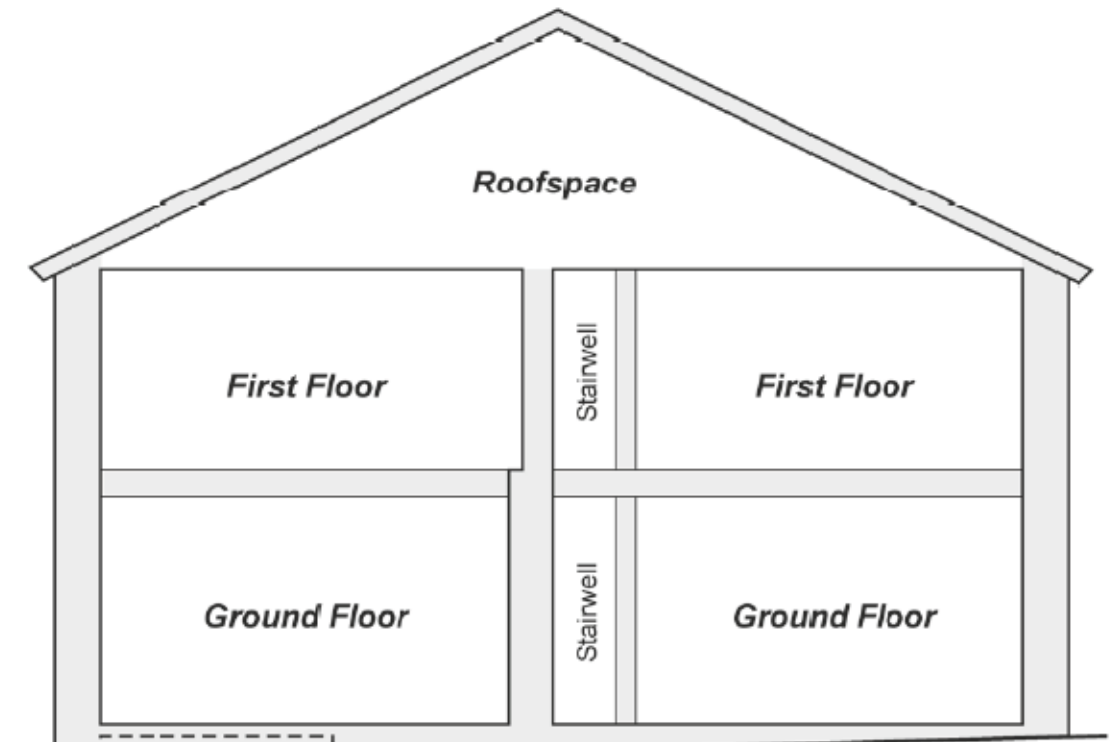 Roofspace
First Floor
Stairwell
First Floor
Ground Floor
Stairwell
Ground Floor